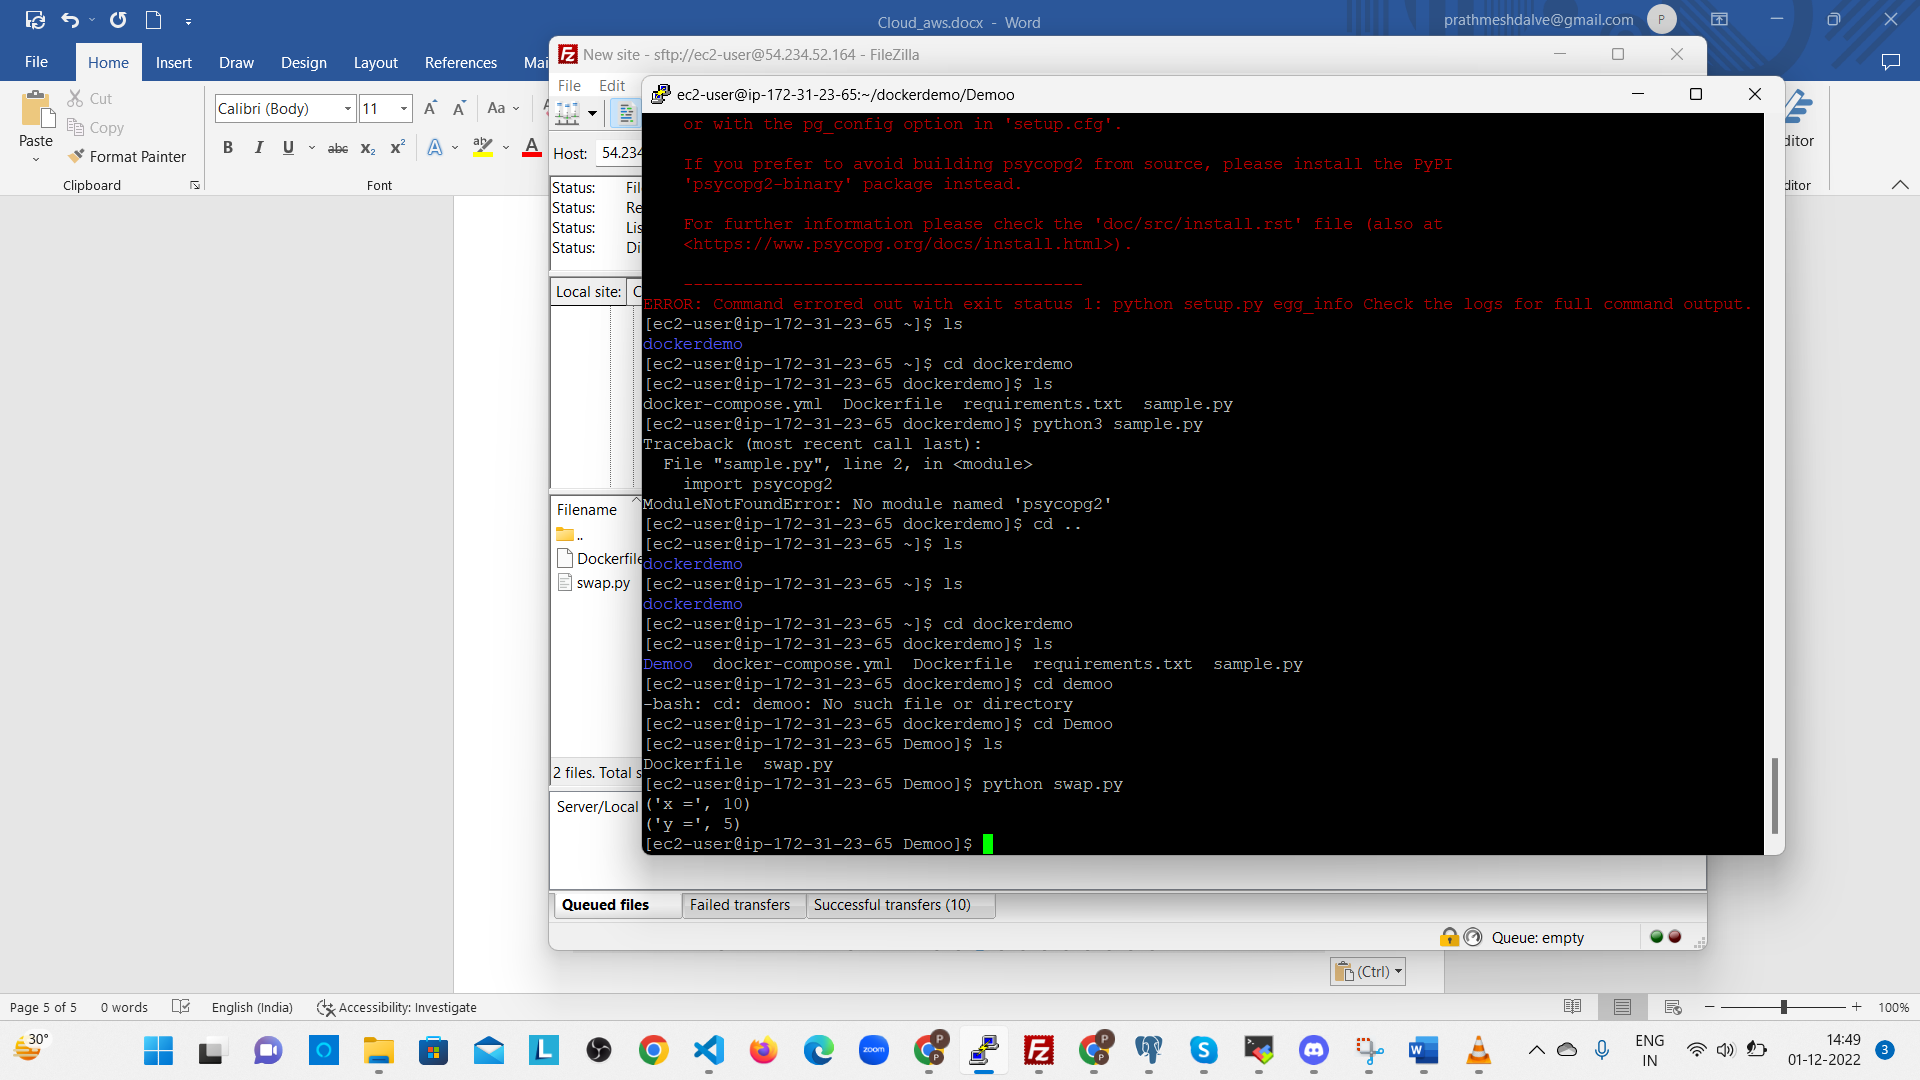 Cloud_aws.docx - Word
prathmeshdalve@gmail.com
P
File
Home
Insert
Draw
Design
Layout
References
Mai
Paste
Cut
Copy
Format Painter
Clipboard
Calibri (Body)
11
Aa
Font
ditor
ditor
New site - sftp://ec2-user@54.234.52.164 - FileZilla
File Edit
Host: 54.234
Status: Fil
Status: Re
Status: Lis
Status: Di
Local site: C
Filename
..
Dockerfile
swap.py
2 files. Total s
Server/Local
ec2-user@ip-172-31-23-65:~/dockerdemo/Demoo
or with the pg_config option in 'setup.cfg'.
If you prefer to avoid building psycopg2 from source, please install the PyPI
'psycopg2-binary' package instead.
For further information please check the 'doc/src/install.rst' file (also at
<https://www.psycopg.org/docs/install.html>).
----------------------------------------
ERROR: Command errored out with exit status 1: python setup.py egg_info Check the logs for full command output.
[ec2-user@ip-172-31-23-65 ~]$ ls
dockerdemo
[ec2-user@ip-172-31-23-65 ~]$ cd dockerdemo
[ec2-user@ip-172-31-23-65 dockerdemo]$ ls
docker-compose.yml Dockerfile requirements.txt sample.py
[ec2-user@ip-172-31-23-65 dockerdemo]$ python3 sample.py
Traceback (most recent call last):
File "sample.py", line 2, in <module>
import psycopg2
ModuleNotFoundError: No module named 'psycopg2'
[ec2-user@ip-172-31-23-65 dockerdemo]$ cd ..
[ec2-user@ip-172-31-23-65 ~]$ ls
dockerdemo
[ec2-user@ip-172-31-23-65 ~]$ ls
dockerdemo
[ec2-user@ip-172-31-23-65 ~]$ cd dockerdemo
[ec2-user@ip-172-31-23-65 dockerdemo]$ ls
Demoo docker-compose.yml Dockerfile requirements.txt sample.py
[ec2-user@ip-172-31-23-65 dockerdemo]$ cd demoo
-bash: cd: demoo: No such file or directory
[ec2-user@ip-172-31-23-65 dockerdemo]$ cd Demoo
[ec2-user@ip-172-31-23-65 Demoo]$ ls
Dockerfile swap.py
[ec2-user@ip-172-31-23-65 Demoo]$ python swap.py
('x =', 10)
('y =', 5)
[ec2-user@ip-172-31-23-65 Demoo]$
Queued files
Failed transfers
Successful transfers (10)
Queue: empty
(Ctrl)
Page 5 of 5
0 words
English (India)
Accessibility: Investigate
100%
30°
zoom
ENG
IN
14:49
01-12-2022
3